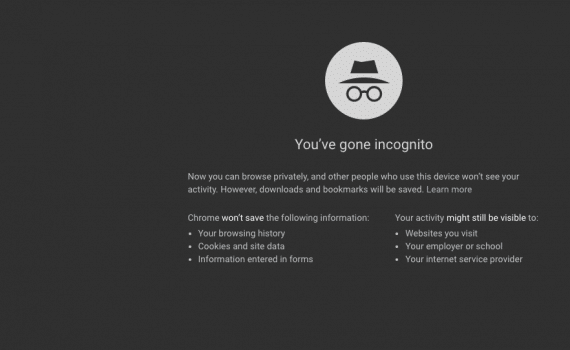 You've gone incognito
Now you can browse privately, and other people who use this device won't see your
activity. However, downloads and bookmarks will be saved. Learn more
Chrome won't save the following information:
• Your browsing history
• Cookies and site data
• Information entered in forms
Your activity might still be visible to:
• Websites you visit
• Your employer or school
• Your internet service provider